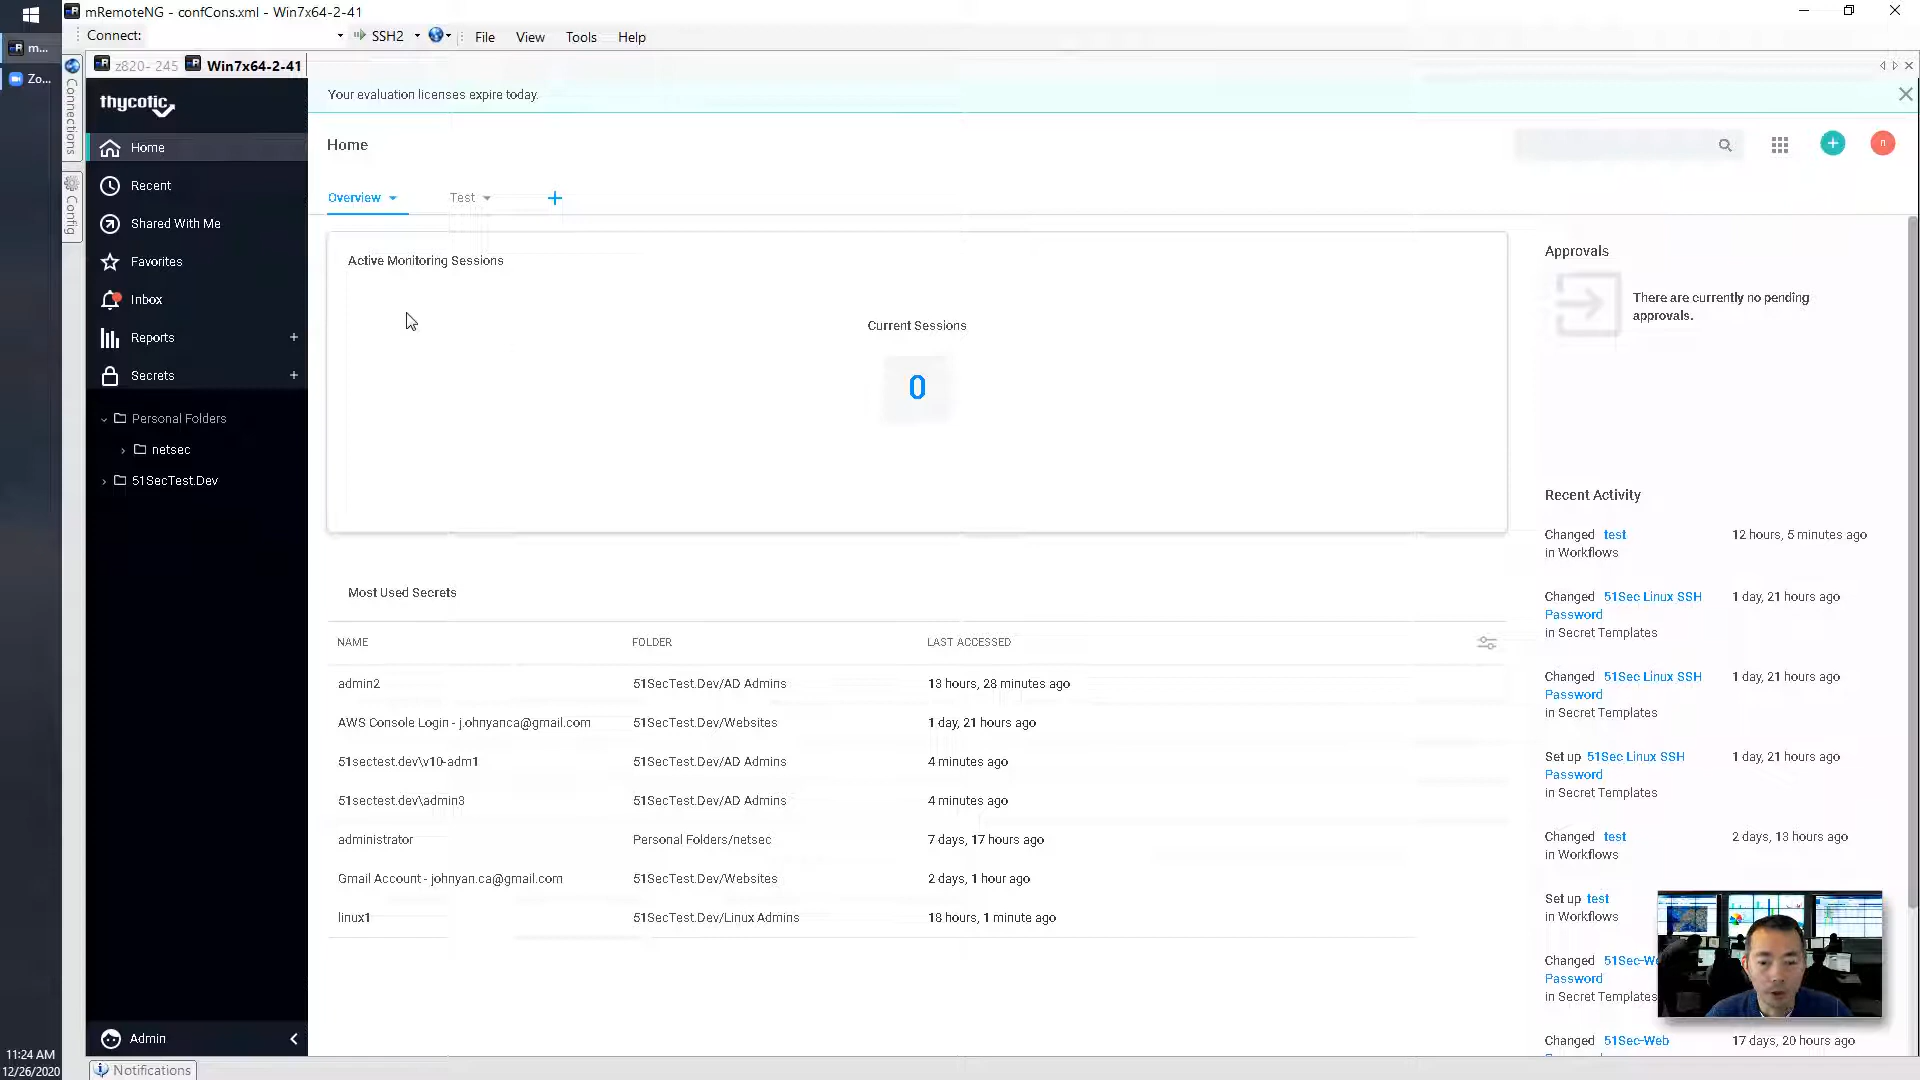 mRemoteNG - confCons.xml - Win7x64-2-41
Connect:
SSH2
File
View
Tools
Help
m...
Zo...
Connections
Config
z820- 245
Win7x64-2-41
thycotic
Home
Recent
Shared With Me
Favorites
Inbox
Reports
Secrets
Personal Folders
netsec
51SecTest.Dev
Admin
Your evaluation licenses expire today.
Home
n
Overview
Test
Active Monitoring Sessions
Current Sessions
0
Most Used Secrets
NAME FOLDER LAST ACCESSED
admin2 51SecTest.Dev/AD Admins 13 hours, 28 minutes ago
AWS Console Login - j.ohnyanca@gmail.com 51SecTest.Dev/Websites 1 day, 21 hours ago
51sectest.dev\v10-adm1 51SecTest.Dev/AD Admins 4 minutes ago
51sectest.dev\admin3 51SecTest.Dev/AD Admins 4 minutes ago
administrator Personal Folders/netsec 7 days, 17 hours ago
Gmail Account - johnyan.ca@gmail.com 51SecTest.Dev/Websites 2 days, 1 hour ago
linux1 51SecTest.Dev/Linux Admins 18 hours, 1 minute ago
Approvals
There are currently no pending
approvals.
Recent Activity
Changed test 12 hours, 5 minutes ago
in Workflows
Changed 51Sec Linux SSH 1 day, 21 hours ago
Password
in Secret Templates
Changed 51Sec Linux SSH 1 day, 21 hours ago
Password
in Secret Templates
Set up 51Sec Linux SSH 1 day, 21 hours ago
Password
in Secret Templates
Changed test 2 days, 13 hours ago
in Workflows
Set up test
in Workflows
Changed 51Sec-We
Password
in Secret Templates
Changed 51Sec-Web 17 days, 20 hours ago
Notifications
11:24 AM
12/26/2020